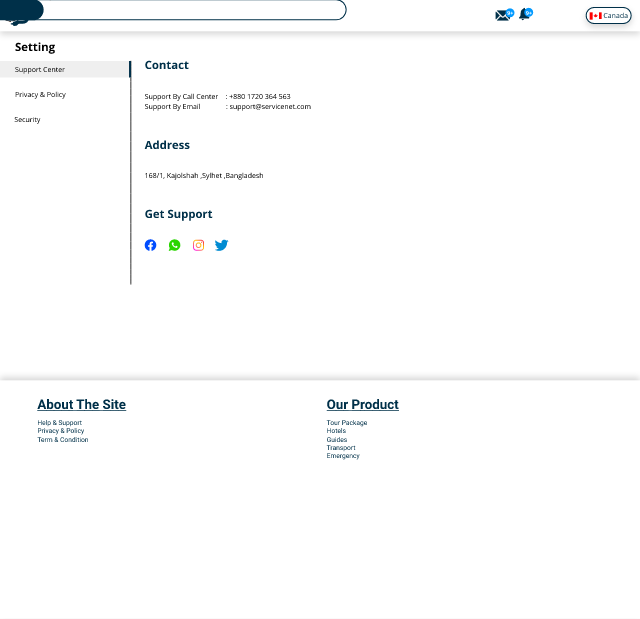 9+ 9+ Canada
Setting
Support Center
Privacy & Policy
Security
Contact
Support By Call Center : +880 1720 364 563
Support By Email : support@servicenet.com
Address
168/1, Kajolshah ,Sylhet ,Bangladesh
Get Support
About The Site
Help & Support
Privacy & Policy
Term & Condition
Our Product
Tour Package
Hotels
Guides
Transport
Emergency